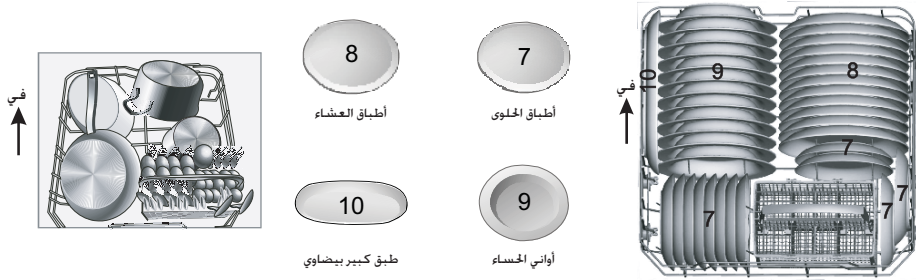 في
8
أطباق العشاء
7
أطباق الحلوى
10
طبق كبير بيضاوي
9
أواني الحساء
في
10
9
8
7
7
7
7